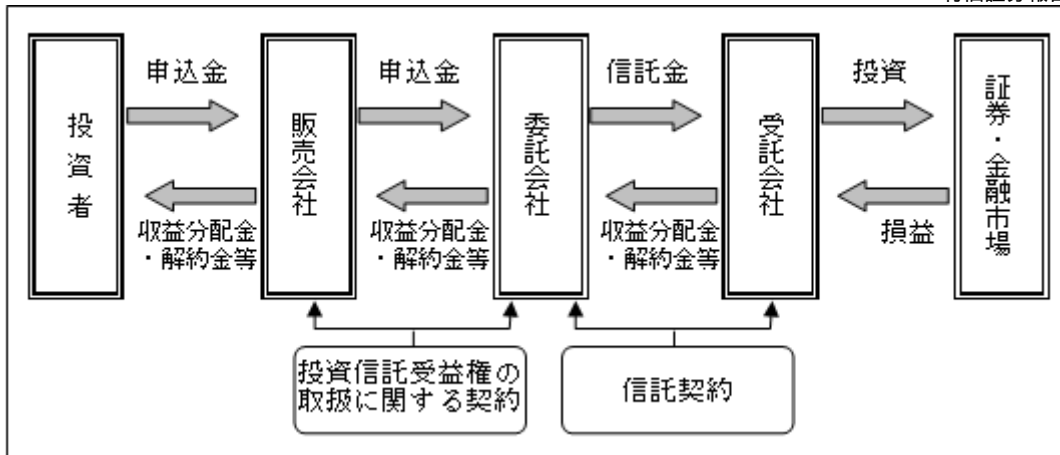 投資者
申込金
収益分配金
・解約金等
販売会社
申込金
収益分配金
・解約金等
委託会社
信託金
収益分配金
・解約金等
受託会社
投資
損益
証券・金融市場
投資信託受益権の
取扱に関する契約
信託契約